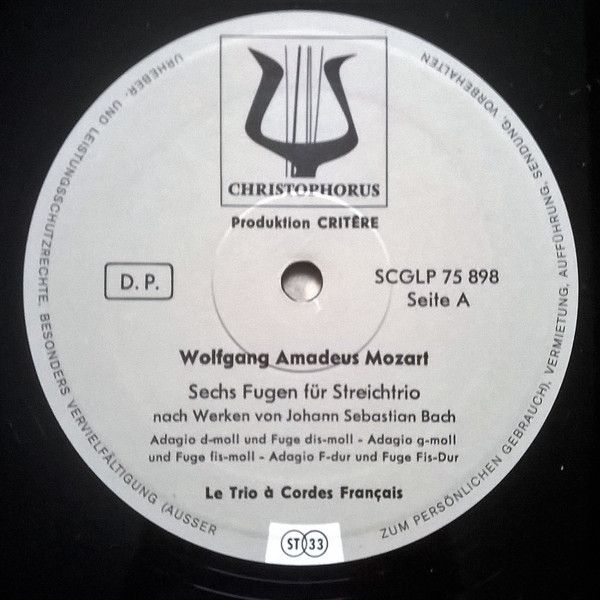 CHRISTOPHORUS
Produktion CRITÈRE
D. P.
SCGLP 75 898
Seite A
Wolfgang Amadeus Mozart
Sechs Fugen für Streichtrio
nach Werken von Johann Sebastian Bach
Adagio d-moll und Fuge dis-moll - Adagio g-moll
und Fuge fis-moll - Adagio F-dur und Fuge Fis-Dur
Le Trio à Cordes Français
ST 33
URHEBER- UND LEISTUNGSSCHUTZRECHTE, BESONDERS VERVIELFÄLTIGUNG (AUSSER
ZUM PERSÖNLICHEN GEBRAUCH), VERMIETUNG, AUFFÜHRUNG, SENDUNG, VORBEHALTEN